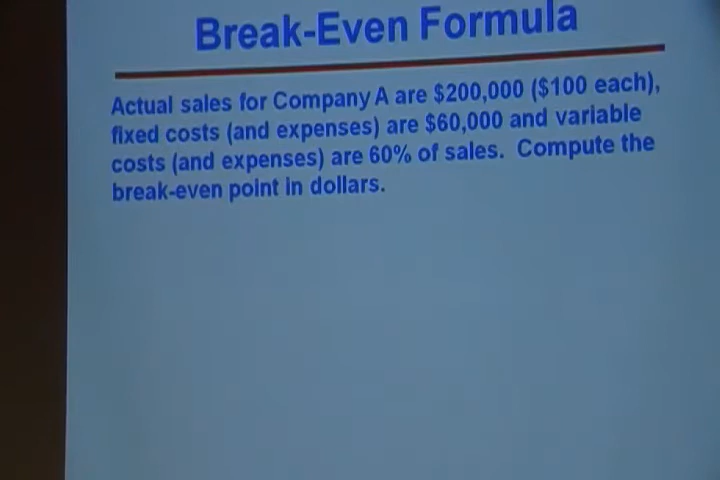 Break-Even Formula
Actual sales for Company A are $200,000 ($100 each),
fixed costs (and expenses) are $60,000 and variable
costs (and expenses) are 60% of sales. Compute the
break-even point in dollars.